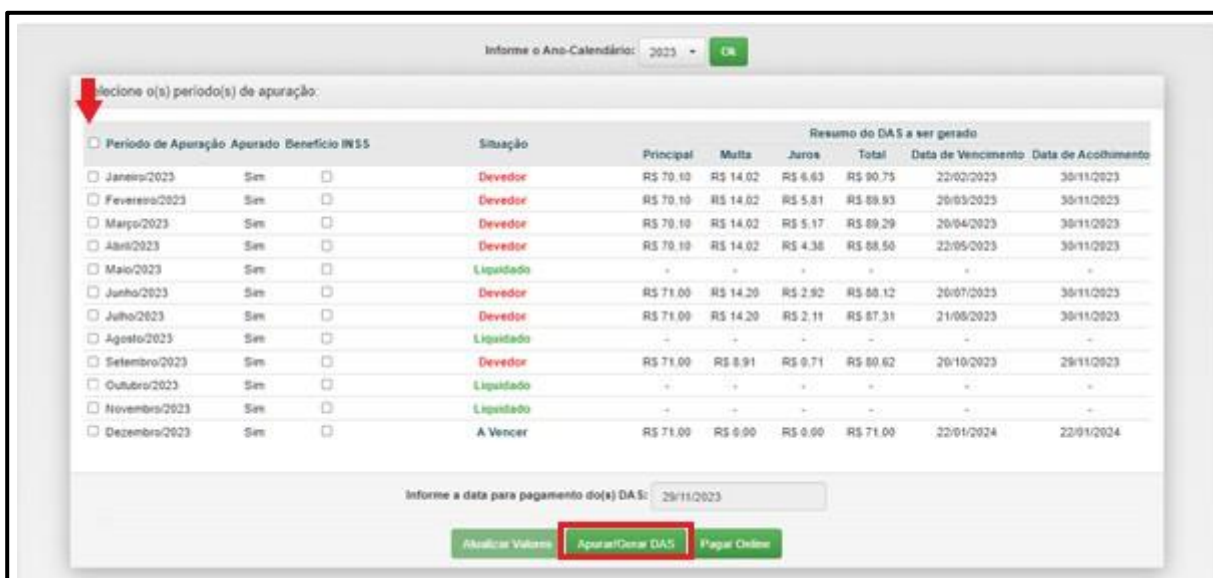 Informe o Ano-Calendário: 2023 Ok
elecione o(s) período(s) de apuração:
Resumo do DAS a ser gerado
Período de Apuração Apurado Benefício INSS Situação Principal Multa Juros Total Data de Vencimento Data de Acolhimento
Janeiro/2023 Sim Devedor R$ 70,10 R$ 14,02 R$ 6,63 R$ 90,75 22/02/2023 30/11/2023
Fevereiro/2023 Sim Devedor R$ 70,10 R$ 14,02 R$ 5,81 R$ 89,93 20/03/2023 30/11/2023
Março/2023 Sim Devedor R$ 70,10 R$ 14,02 R$ 5,17 R$ 89,29 20/04/2023 30/11/2023
Abril/2023 Sim Devedor R$ 70,10 R$ 14,02 R$ 4,38 R$ 88,50 22/05/2023 30/11/2023
Maio/2023 Sim Liquidado - - - - - -
Junho/2023 Sim Devedor R$ 71,00 R$ 14,20 R$ 2,92 R$ 88,12 20/07/2023 30/11/2023
Julho/2023 Sim Devedor R$ 71,00 R$ 14,20 R$ 2,11 R$ 87,31 21/08/2023 30/11/2023
Agosto/2023 Sim Liquidado - - - - - -
Setembro/2023 Sim Devedor R$ 71,00 R$ 8,91 R$ 0,71 R$ 80,62 20/10/2023 29/11/2023
Outubro/2023 Sim Liquidado - - - - - -
Novembro/2023 Sim Liquidado - - - - - -
Dezembro/2023 Sim A Vencer R$ 71,00 R$ 0,00 R$ 0,00 R$ 71,00 22/01/2024 22/01/2024
Informe a data para pagamento do(s) DAS: 29/11/2023
Atualizar Valores Apurar/Gerar DAS Pagar Online